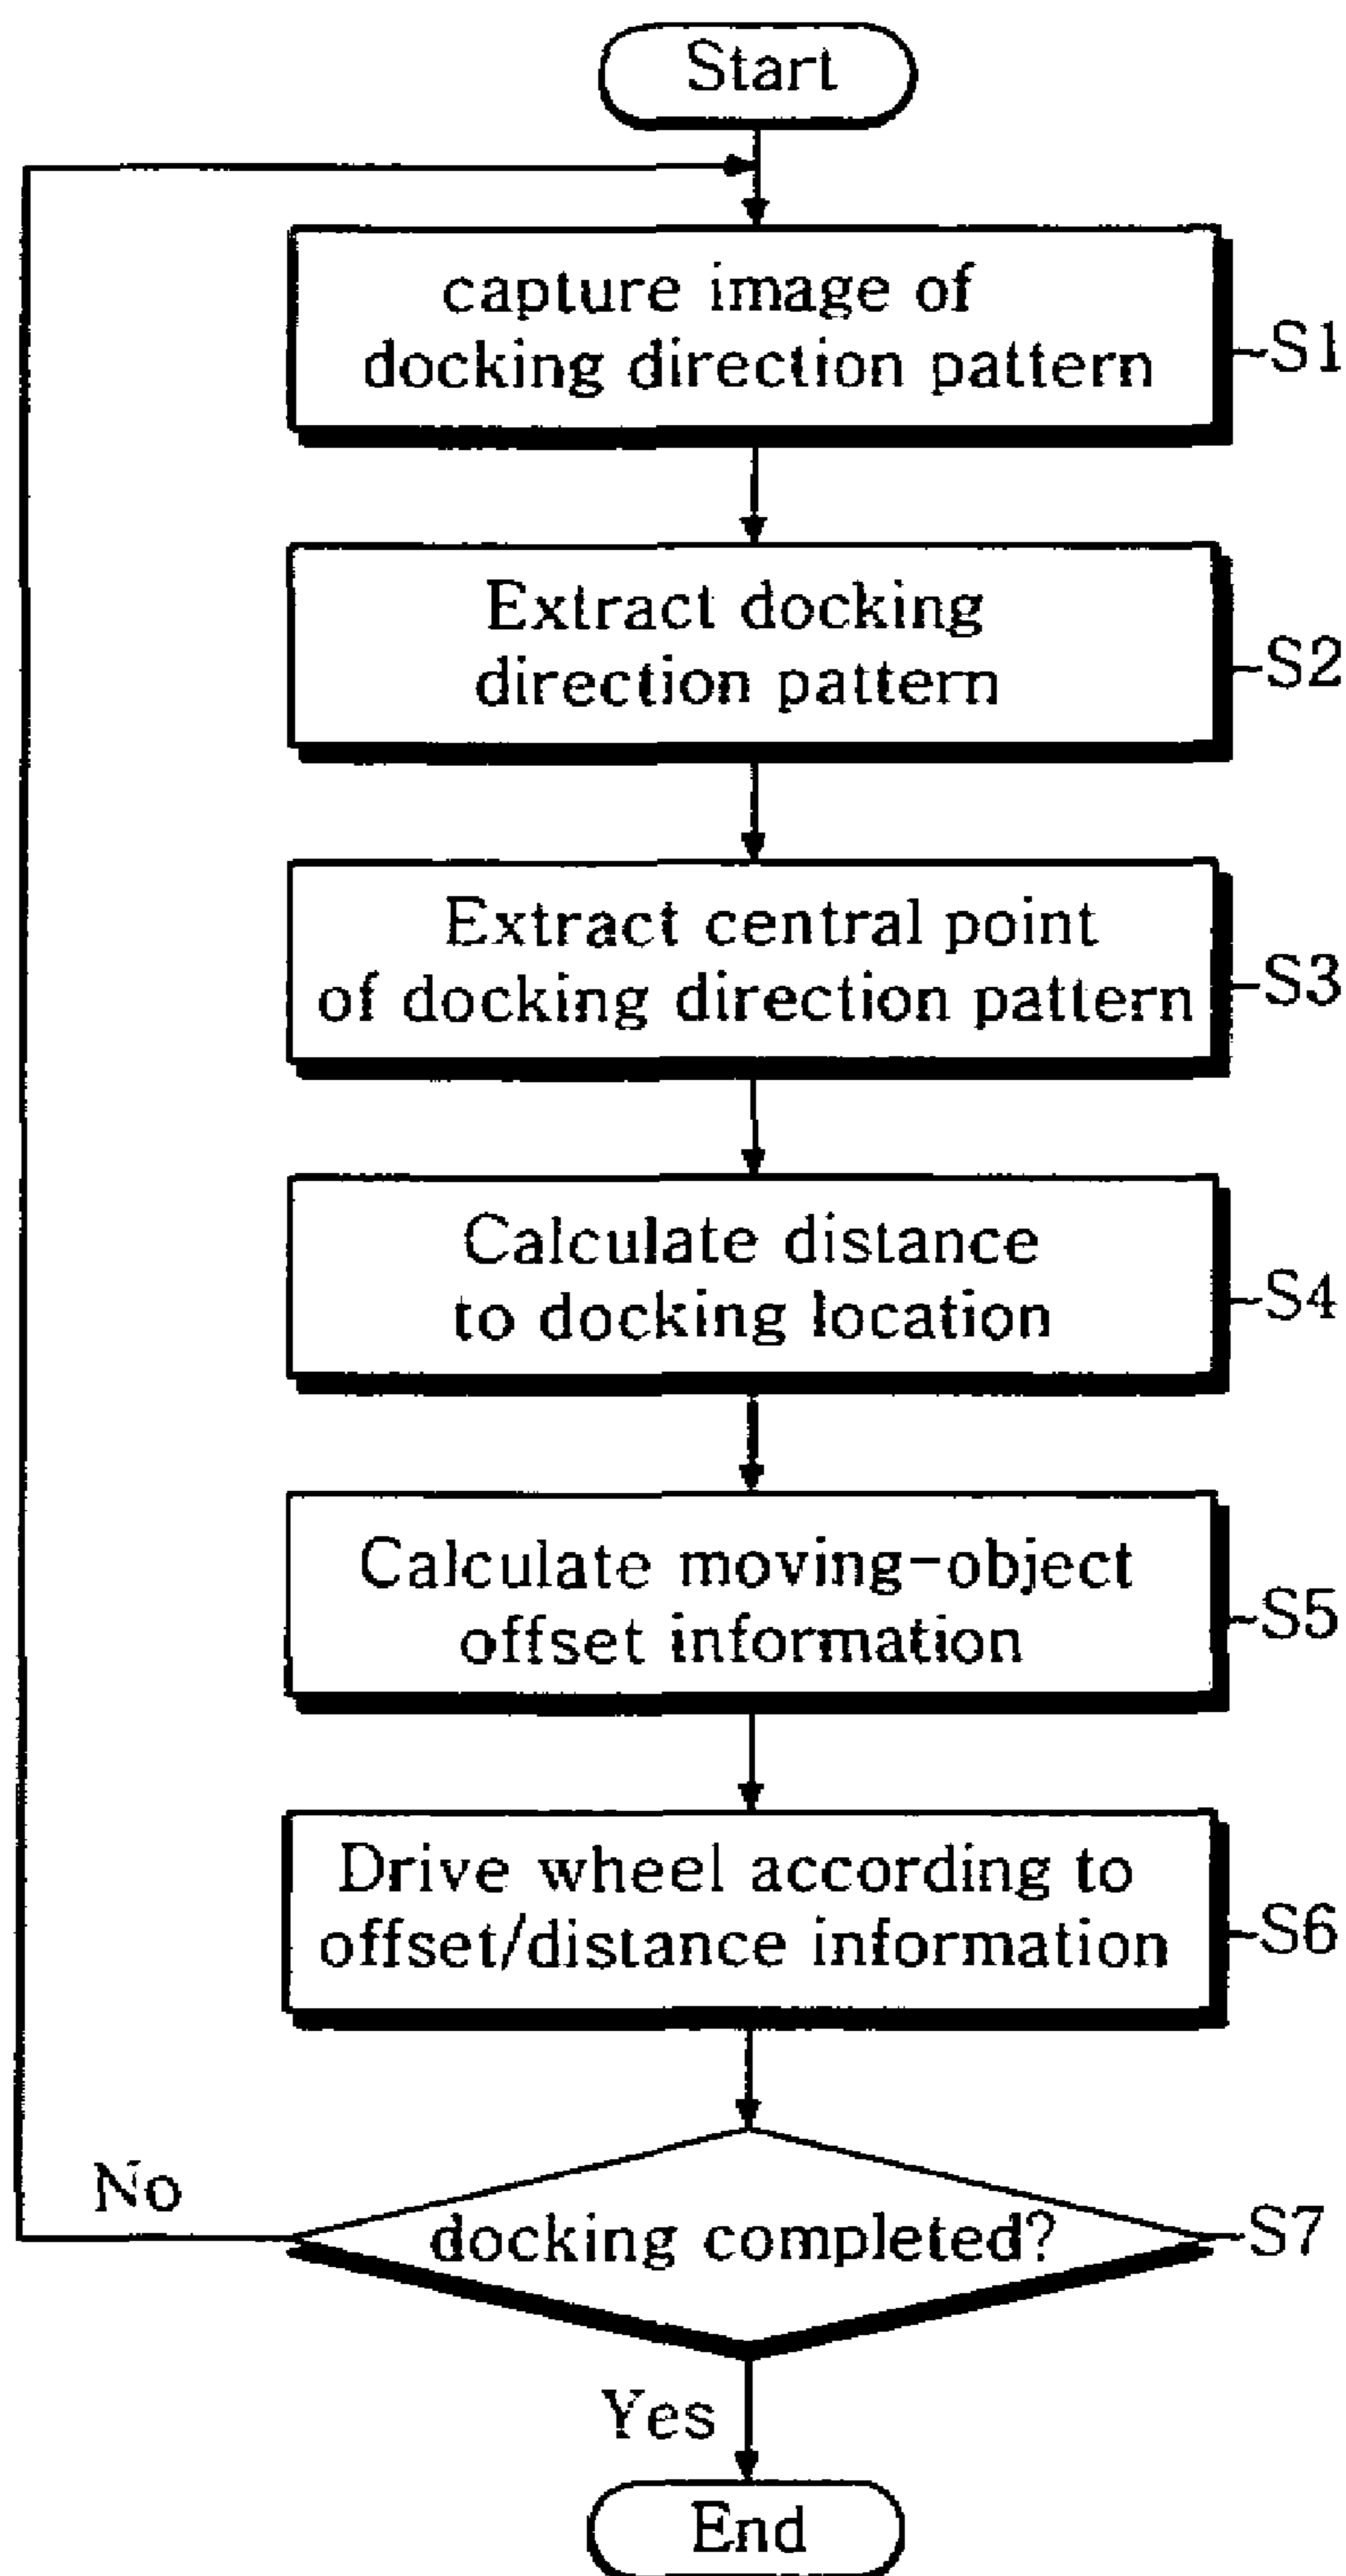 Start
capture image of
docking direction pattern
S1
Extract docking
direction pattern
S2
Extract central point
of docking direction pattern
S3
Calculate distance
to docking location
S4
Calculate moving-object
offset information
S5
Drive wheel according to
offset/distance information
S6
No
docking completed?
S7
Yes
End